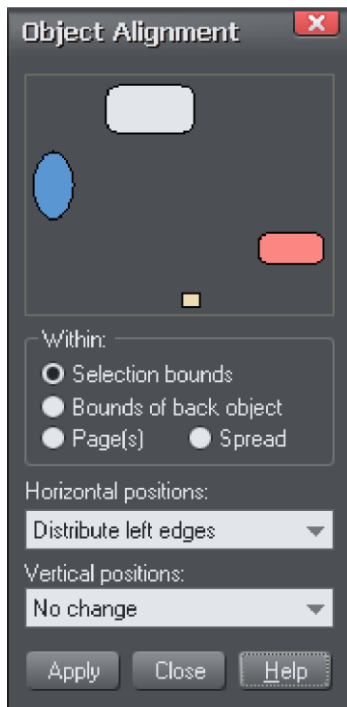 Object Alignment
Within:
Selection bounds
Bounds of back object
Page(s) Spread
Horizontal positions:
Distribute left edges
Vertical positions:
No change
Apply Close Help